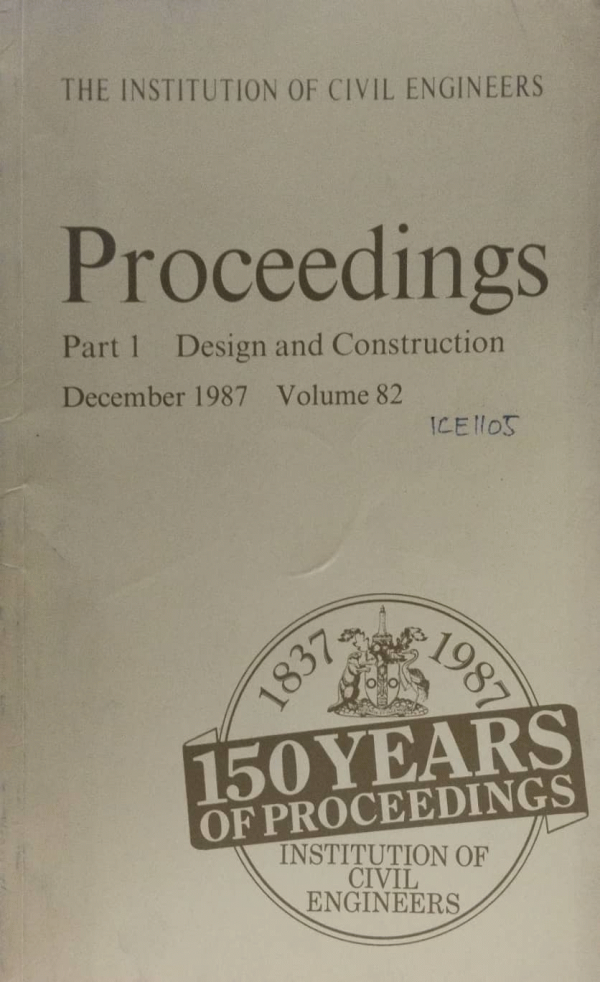 THE INSTITUTION OF CIVIL ENGINEERS
Proceedings
Part 1 Design and Construction
December 1987 Volume 82
ICE1105
1837 1987
150 YEARS
OF PROCEEDINGS
INSTITUTION OF
CIVIL
ENGINEERS